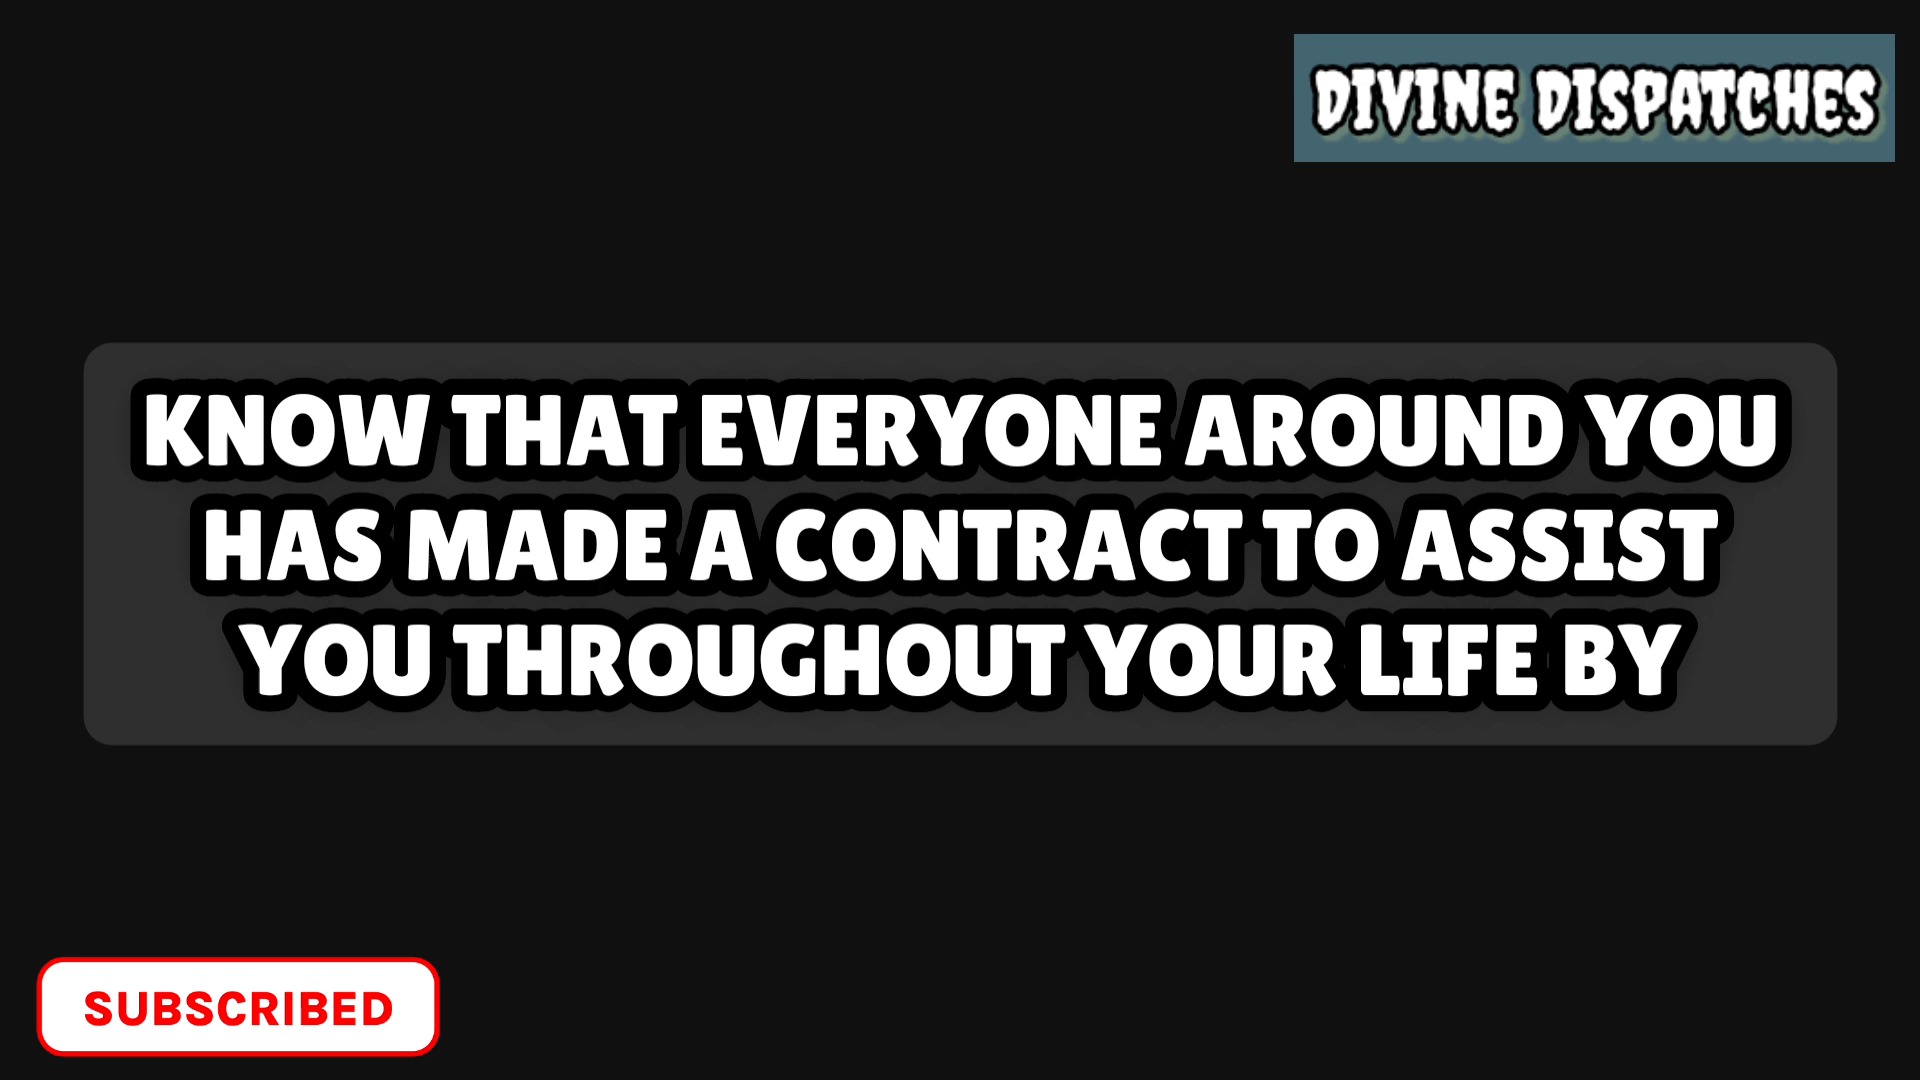 DIVINE DISPATCHES
KNOW THAT EVERYONE AROUND YOU
HAS MADE A CONTRACT TO ASSIST
YOU THROUGHOUT YOUR LIFE BY
SUBSCRIBED